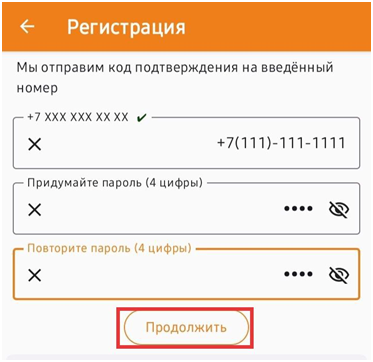 Регистрация
Мы отправим код подтверждения на введённый
номер
+7 XXX XXX XX XX ✔
+7(111)-111-1111
Придумайте пароль (4 цифры)
••••
Повторите пароль (4 цифры)
••••
Продолжить